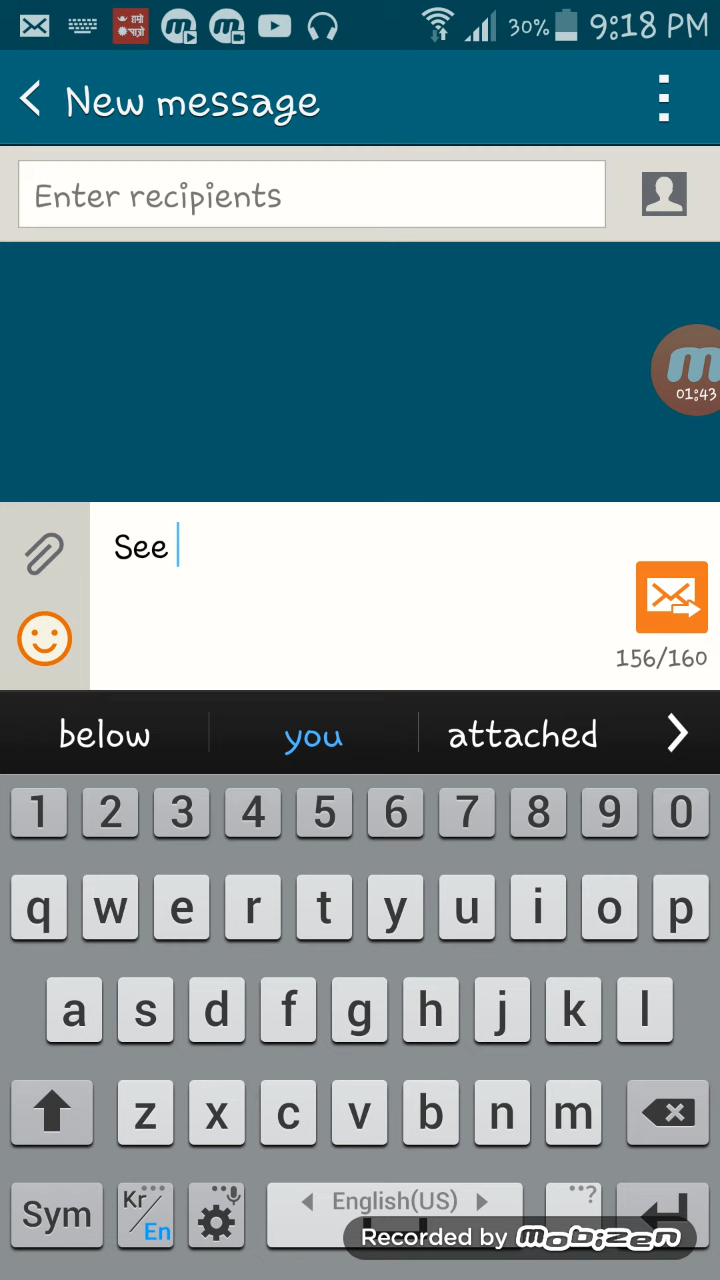 हाम्रो
पात्रो
30% 9:18 PM
New message
Enter recipients
m
01:43
See
156/160
below you attached
1 2 3 4 5 6 7 8 9 0
q w e r t y u i o p
a s d f g h j k l
z x c v b n m
Sym Kr/En English(US) ..?
Recorded by mobizen